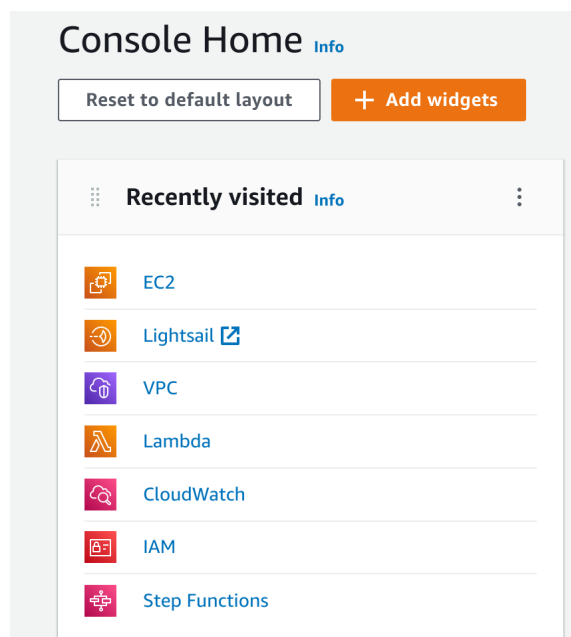 Console Home Info
Reset to default layout
Add widgets
Recently visited Info
EC2
Lightsail
VPC
Lambda
CloudWatch
IAM
Step Functions